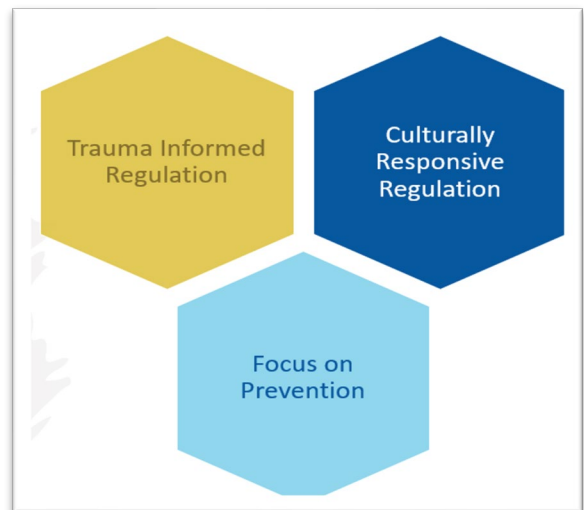 Trauma Informed
Regulation
Culturally
Responsive
Regulation
Focus on
Prevention